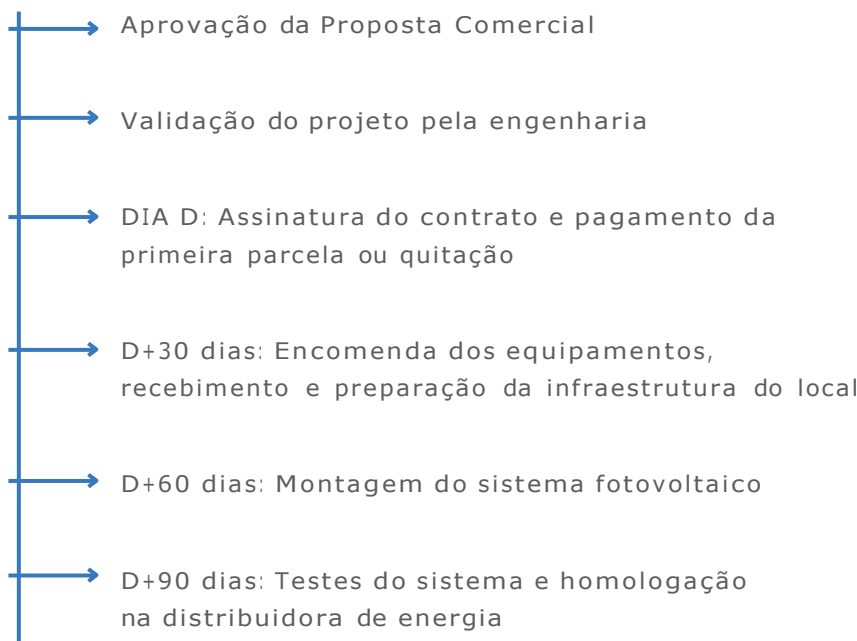 Aprovação da Proposta Comercial
Validação do projeto pela engenharia
DIA D: Assinatura do contrato e pagamento da
primeira parcela ou quitação
D+30 dias: Encomenda dos equipamentos,
recebimento e preparação da infraestrutura do local
D+60 dias: Montagem do sistema fotovoltaico
D+90 dias: Testes do sistema e homologação
na distribuidora de energia